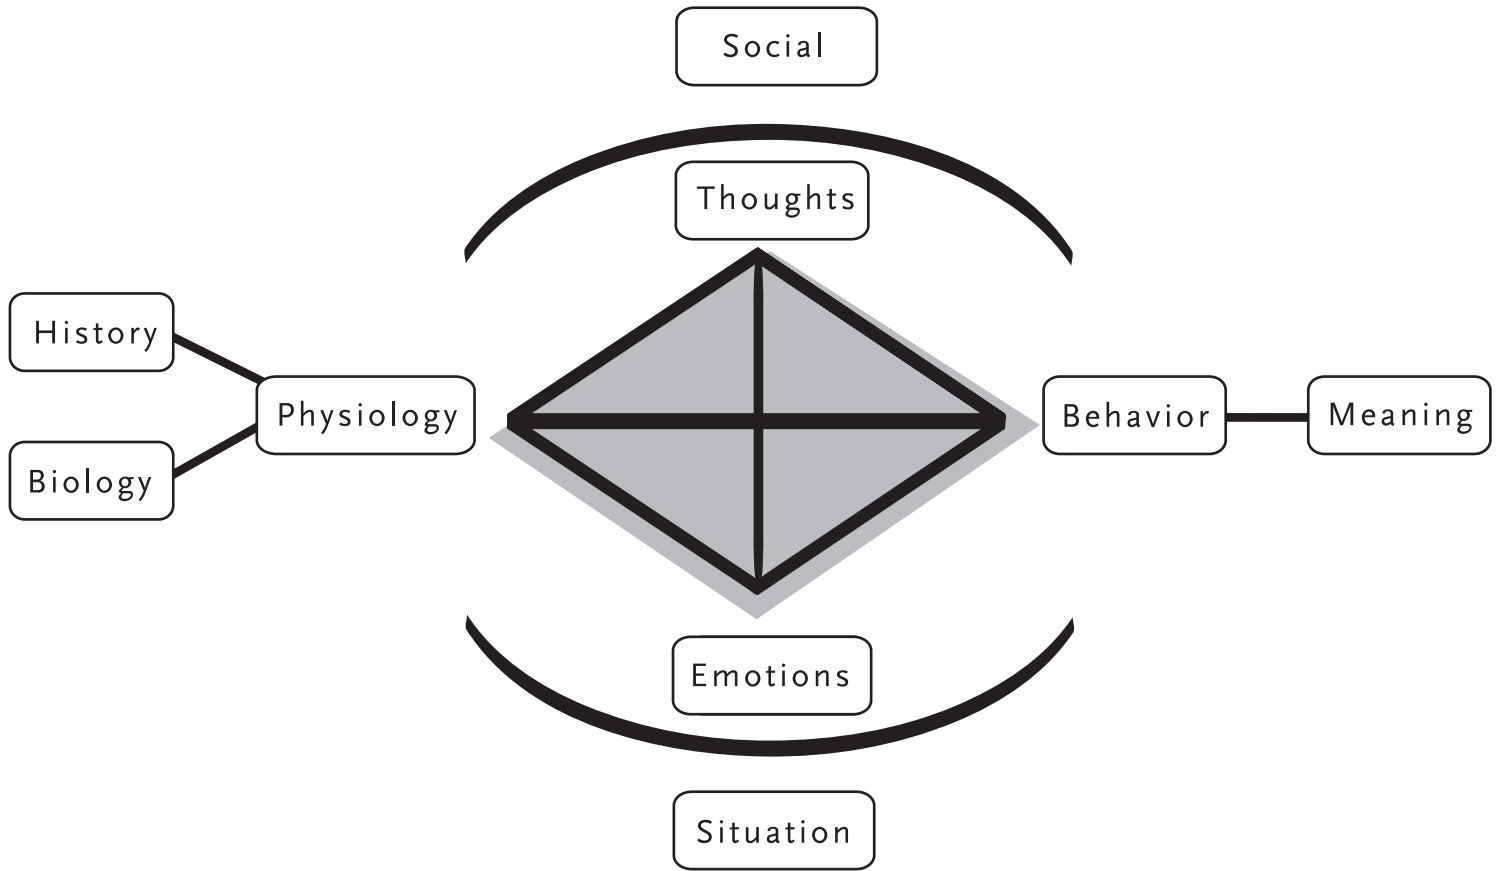 Social
Thoughts
History
Physiology
Biology
Behavior
Meaning
Emotions
Situation